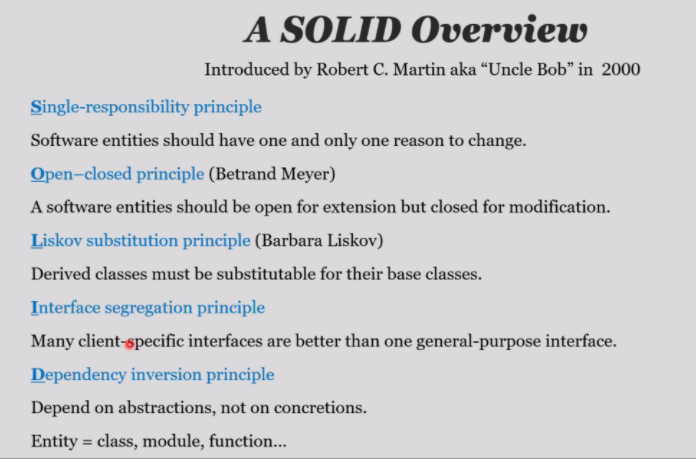 A SOLID Overview
Introduced by Robert C. Martin aka “Uncle Bob” in 2000
Single-responsibility principle
Software entities should have one and only one reason to change.
Open–closed principle (Betrand Meyer)
A software entities should be open for extension but closed for modification.
Liskov substitution principle (Barbara Liskov)
Derived classes must be substitutable for their base classes.
Interface segregation principle
Many client-specific interfaces are better than one general-purpose interface.
Dependency inversion principle
Depend on abstractions, not on concretions.
Entity = class, module, function...